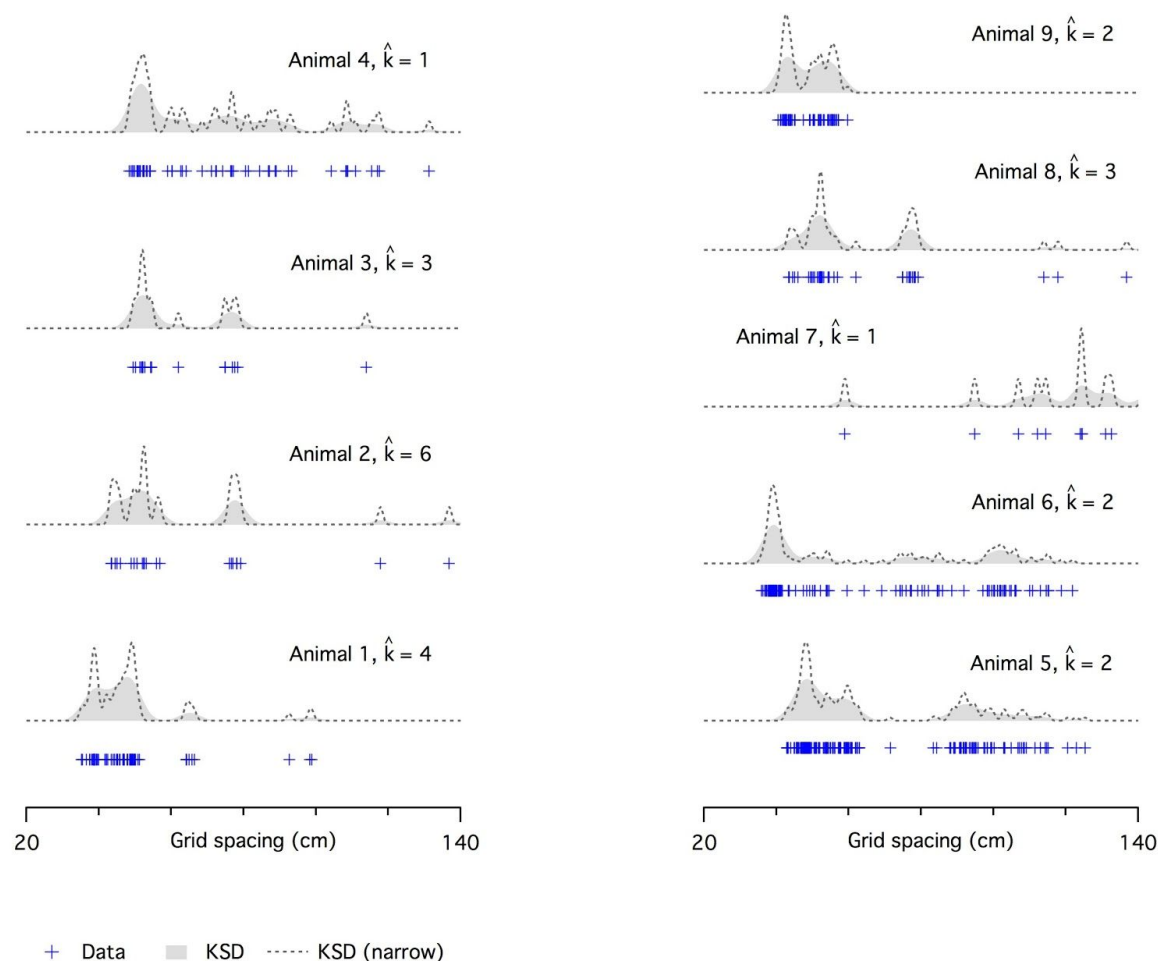 Animal 4, k̂ = 1
Animal 3, k̂ = 3
Animal 2, k̂ = 6
Animal 1, k̂ = 4
20 Grid spacing (cm) 140
Animal 9, k̂ = 2
Animal 8, k̂ = 3
Animal 7, k̂ = 1
Animal 6, k̂ = 2
Animal 5, k̂ = 2
20 Grid spacing (cm) 140
Data KSD KSD (narrow)